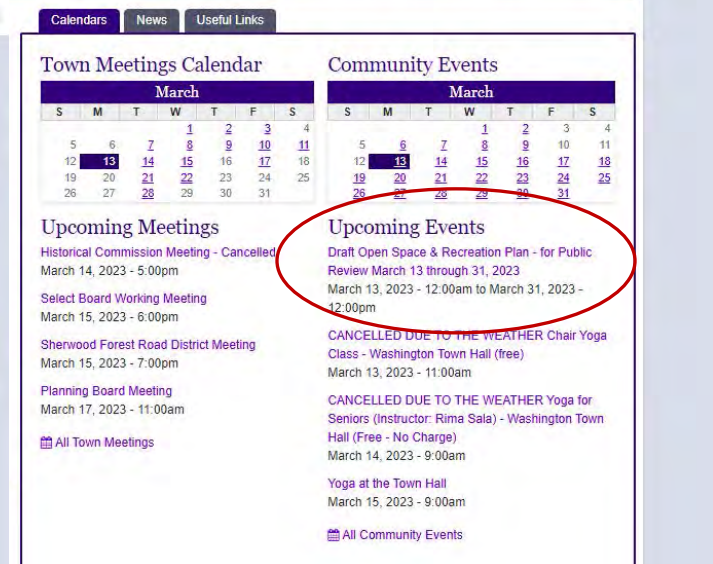 Calendars News Useful Links
Town Meetings Calendar
March
S M T W T F S
1 2 3 4
5 6 7 8 9 10 11
12 13 14 15 16 17 18
19 20 21 22 23 24 25
26 27 28 29 30 31
Upcoming Meetings
Historical Commission Meeting - Cancelled
March 14, 2023 - 5:00pm
Select Board Working Meeting
March 15, 2023 - 6:00pm
Sherwood Forest Road District Meeting
March 15, 2023 - 7:00pm
Planning Board Meeting
March 17, 2023 - 11:00am
All Town Meetings
Community Events
March
S M T W T F S
1 2 3 4
5 6 7 8 9 10 11
12 13 14 15 16 17 18
19 20 21 22 23 24 25
26 27 28 29 30 31
Upcoming Events
Draft Open Space & Recreation Plan - for Public
Review March 13 through 31, 2023
March 13, 2023 - 12:00am to March 31, 2023 -
12:00pm
CANCELLED DUE TO THE WEATHER Chair Yoga
Class - Washington Town Hall (free)
March 13, 2023 - 11:00am
CANCELLED DUE TO THE WEATHER Yoga for
Seniors (Instructor: Rima Sala) - Washington Town
Hall (Free - No Charge)
March 14, 2023 - 9:00am
Yoga at the Town Hall
March 15, 2023 - 9:00am
All Community Events